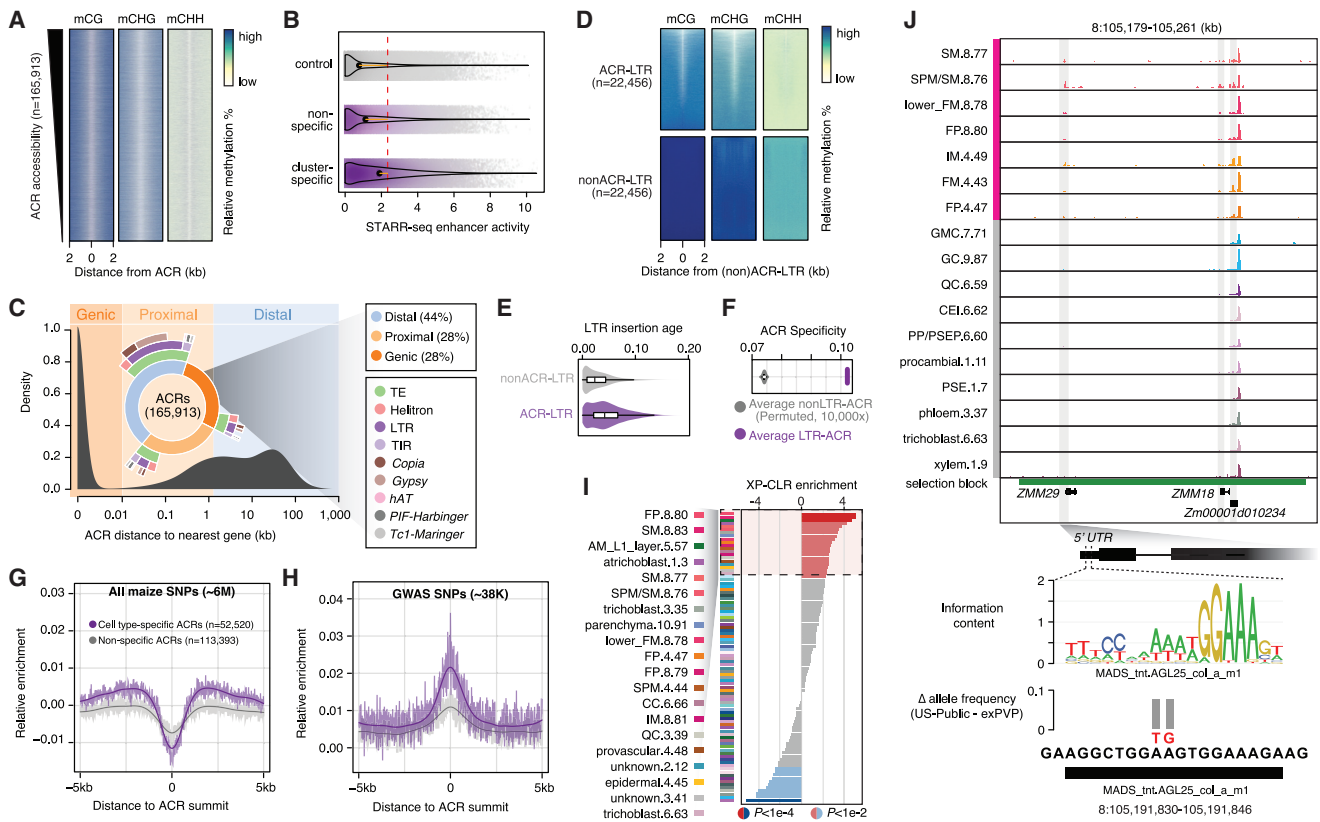 A
mCG mCHG mCHH
high
low
Relative methylation %
ACR accessibility (n=165,913)
2 0 2
Distance from ACR (kb)
B
control
non-
specific
cluster-
specific
0 2 4 6 8 10
STARR-seq enhancer activity
C
Genic Proximal Distal
1.0
0.8
0.6
0.4
0.2
0.0
Density
ACRs
(165,913)
0 0.01 0.1 1 10 100 1,000
ACR distance to nearest gene (kb)
Distal (44%)
Proximal (28%)
Genic (28%)
TE
Helitron
LTR
TIR
Copia
Gypsy
hAT
PIF-Harbinger
Tc1-Maringer
D
mCG mCHG mCHH
high
low
Relative methylation %
ACR-LTR
(n=22,456)
nonACR-LTR
(n=22,456)
2 0 2
Distance from (non)ACR-LTR (kb)
E
LTR insertion age
0.00 0.10 0.20
nonACR-LTR
ACR-LTR
F
ACR Specificity
0.07 0.10
Average nonLTR-ACR
(Permuted, 10,000x)
Average LTR-ACR
G
All maize SNPs (~6M)
Cell type-specific ACRs (n=52,520)
Non-specific ACRs (n=113,393)
0.03
0.02
0.01
0.00
−0.01
Relative enrichment
5kb 0 5kb
Distance to ACR summit
H
GWAS SNPs (~38K)
0.04
0.03
0.02
0.01
0.00
Relative enrichment
5kb 0 5kb
Distance to ACR summit
I
XP-CLR enrichment
−4 0 4
FP.8.80
SM.8.83
AM_L1_layer.5.57
atrichoblast.1.3
SM.8.77
SPM/SM.8.76
trichoblast.3.35
parenchyma.10.91
lower_FM.8.78
FP.4.47
FP.8.79
SPM.4.44
CC.6.66
IM.8.81
QC.3.39
provascular.4.48
unknown.2.12
epidermal.4.45
unknown.3.41
trichoblast.6.63
P<1e-4 P<1e-2
J
8:105,179-105,261 (kb)
SM.8.77
SPM/SM.8.76
lower_FM.8,78
FP.8.80
IM.4.49
FM.4.43
FP.4.47
GMC.7.71
GC.9.87
QC.6.59
CEI.6.62
PP/PSEP.6.60
procambial.1.11
PSE.1.7
phloem.3.37
trichoblast.6.63
xylem.1.9
selection block
ZMM29 ZMM18
Zm00001d010234
5' UTR
2
1
0
Information
content
TTTCC AAATGGAAAGT
MADS_tnt.AGL25_col_a_m1
Δ allele frequency
(US-Public - exPVP)
0.1
0
TG
GAAGGCTGGAAGTGGAAAGAAG
MADS_tnt.AGL25_col_a_m1
8:105,191,830-105,191,846